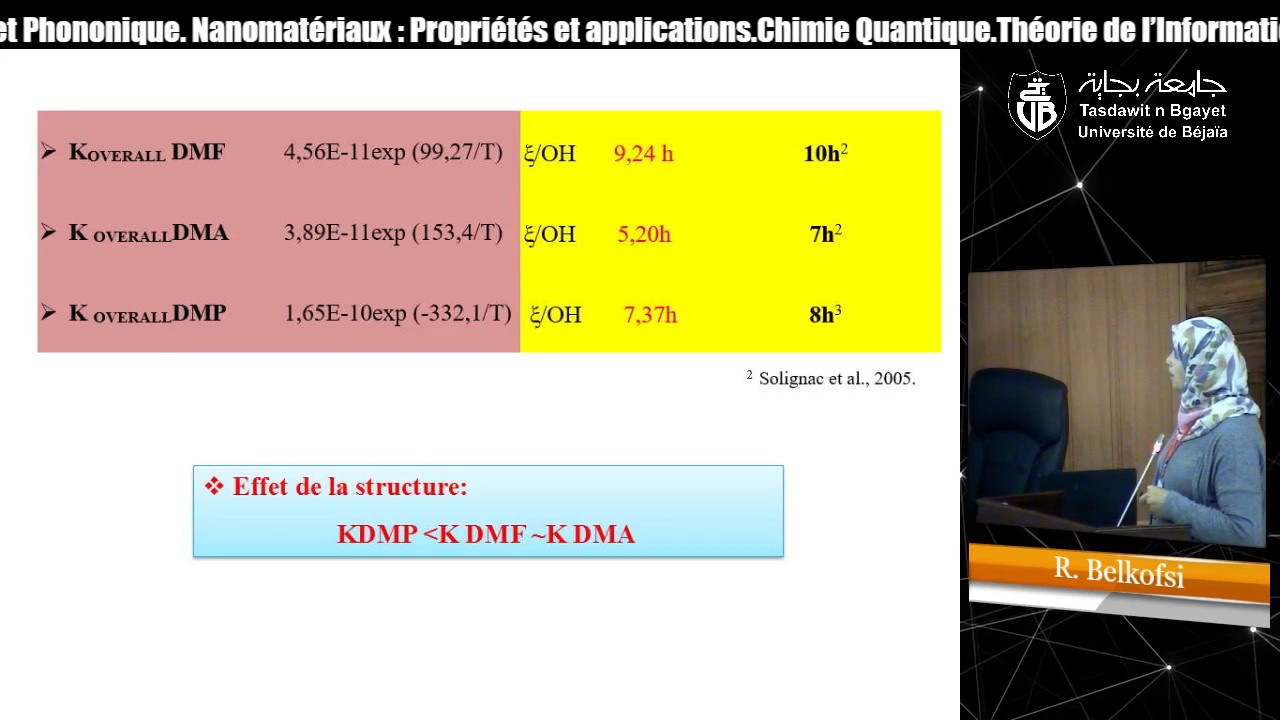 et Phononique. Nanomatériaux : Propriétés et applications.Chimie Quantique.Théorie de l’Informati
جامعة بجاية
Tasdawit n Bgayet
Université de Béjaïa
➢ KOVERALL DMF 4,56E-11exp (99,27/T) ξ/OH 9,24 h 10h²
➢ K OVERALLDMA 3,89E-11exp (153,4/T) ξ/OH 5,20h 7h²
➢ K OVERALLDMP 1,65E-10exp (-332,1/T) ξ/OH 7,37h 8h³
² Solignac et al., 2005.
❖ Effet de la structure:
KDMP <K DMF ~K DMA
R. Belkofsi